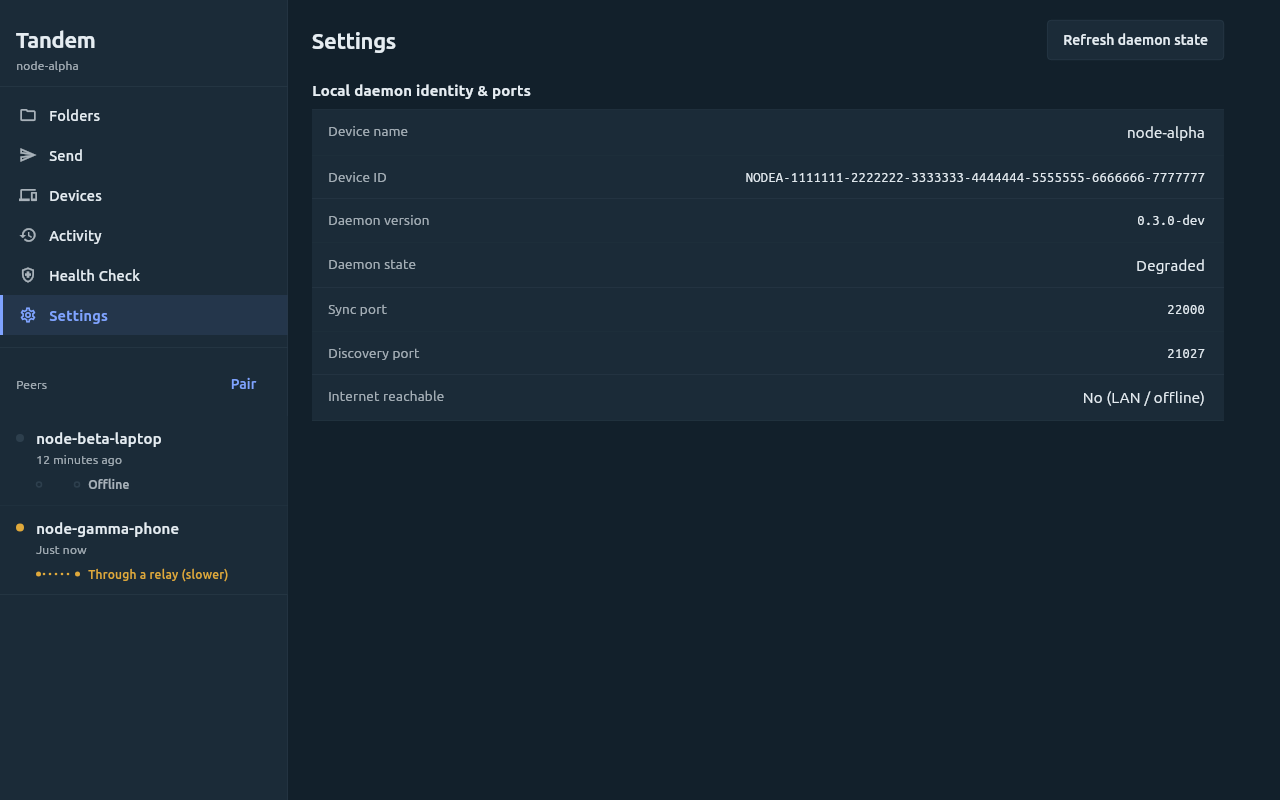 Tandem
node-alpha
Folders
Send
Devices
Activity
Health Check
Settings
Peers
Pair
node-beta-laptop
12 minutes ago
Offline
node-gamma-phone
Just now
Through a relay (slower)
Settings
Refresh daemon state
Local daemon identity & ports
Device name node-alpha
Device ID NODEA-1111111-2222222-3333333-4444444-5555555-6666666-7777777
Daemon version 0.3.0-dev
Daemon state Degraded
Sync port 22000
Discovery port 21027
Internet reachable No (LAN / offline)